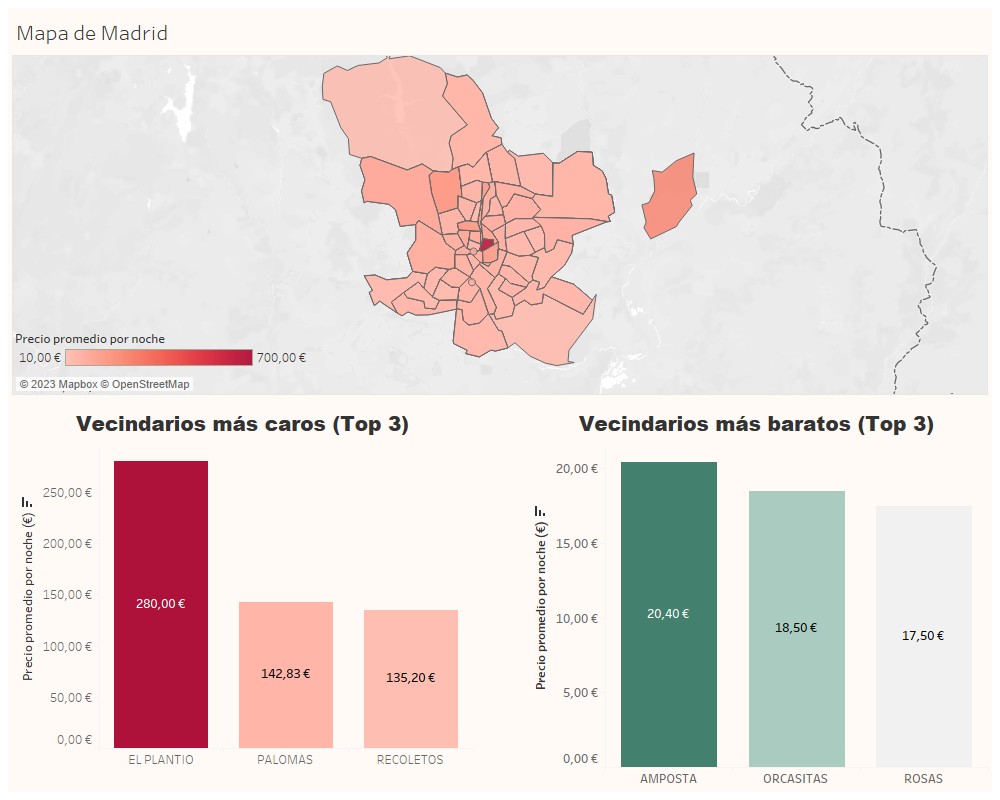 Mapa de Madrid
Precio promedio por noche
10,00 € 700,00 €
© 2023 Mapbox © OpenStreetMap
Vecindarios más caros (Top 3)
Precio promedio por noche (€)
250,00 €
200,00 €
150,00 €
100,00 €
50,00 €
0,00 €
280,00 €
142,83 €
135,20 €
EL PLANTIO PALOMAS RECOLETOS
Vecindarios más baratos (Top 3)
Precio promedio por noche (€)
20,00 €
15,00 €
10,00 €
5,00 €
0,00 €
20,40 €
18,50 €
17,50 €
AMPOSTA ORCASITAS ROSAS